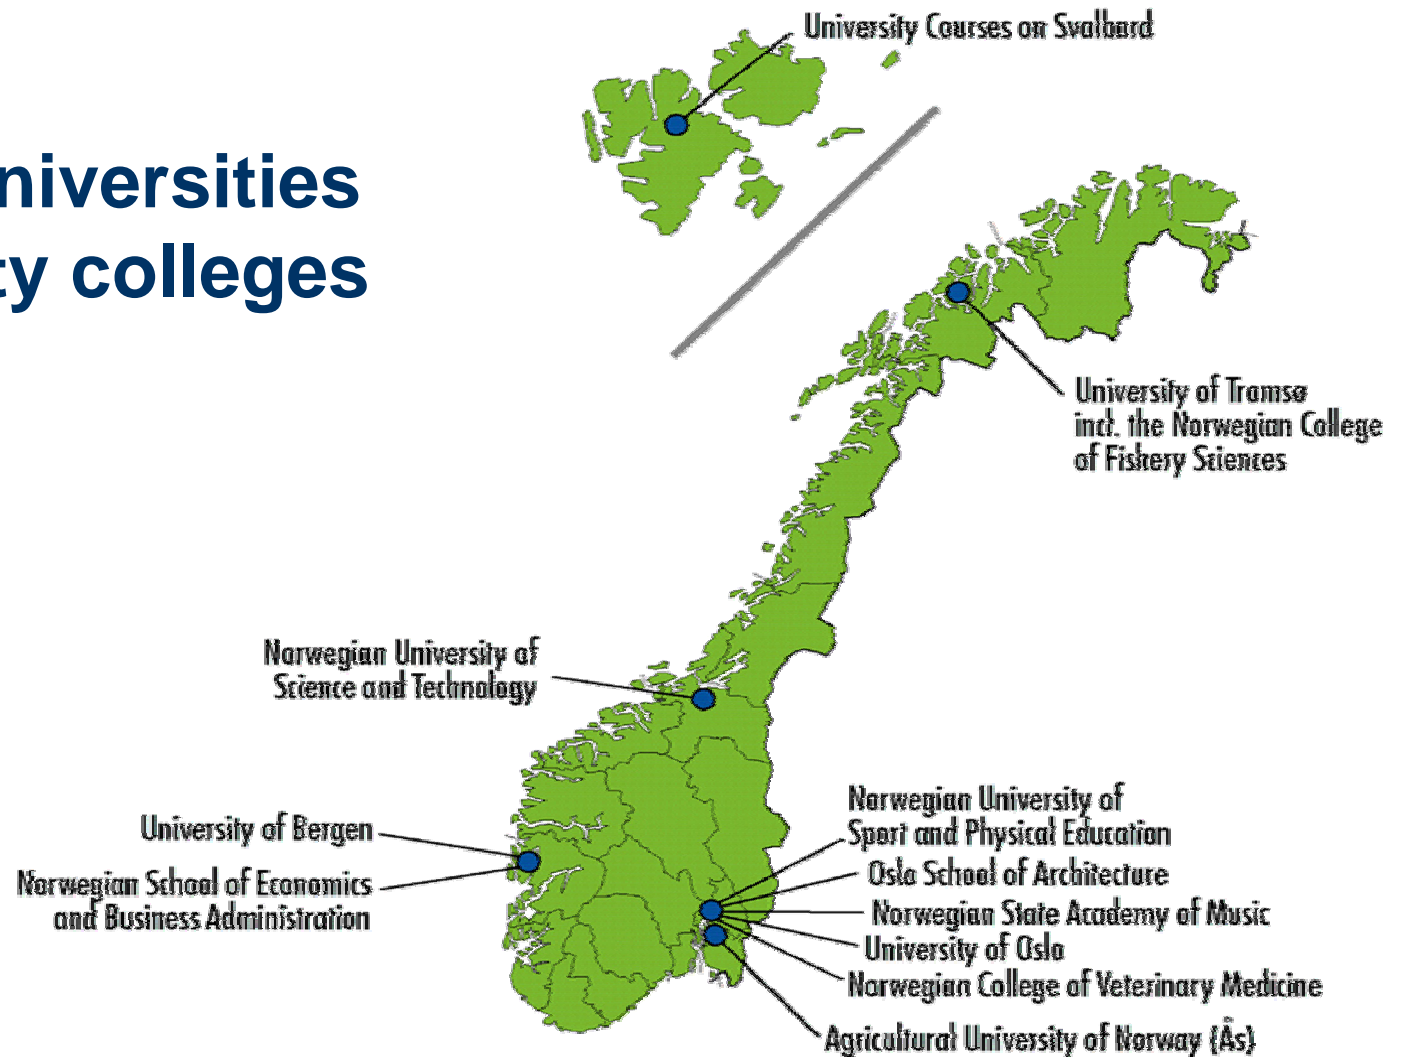 University Courses on Svalbard
niversities
ty colleges
University of Tromsø
incl. the Norwegian College
of Fishery Sciences
Norwegian University of
Science and Technology
University of Bergen
Norwegian School of Economics
and Business Administration
Norwegian University of
Sport and Physical Education
Oslo School of Architecture
Norwegian State Academy of Music
University of Oslo
Norwegian College of Veterinary Medicine
Agricultural University of Norway (Ås)